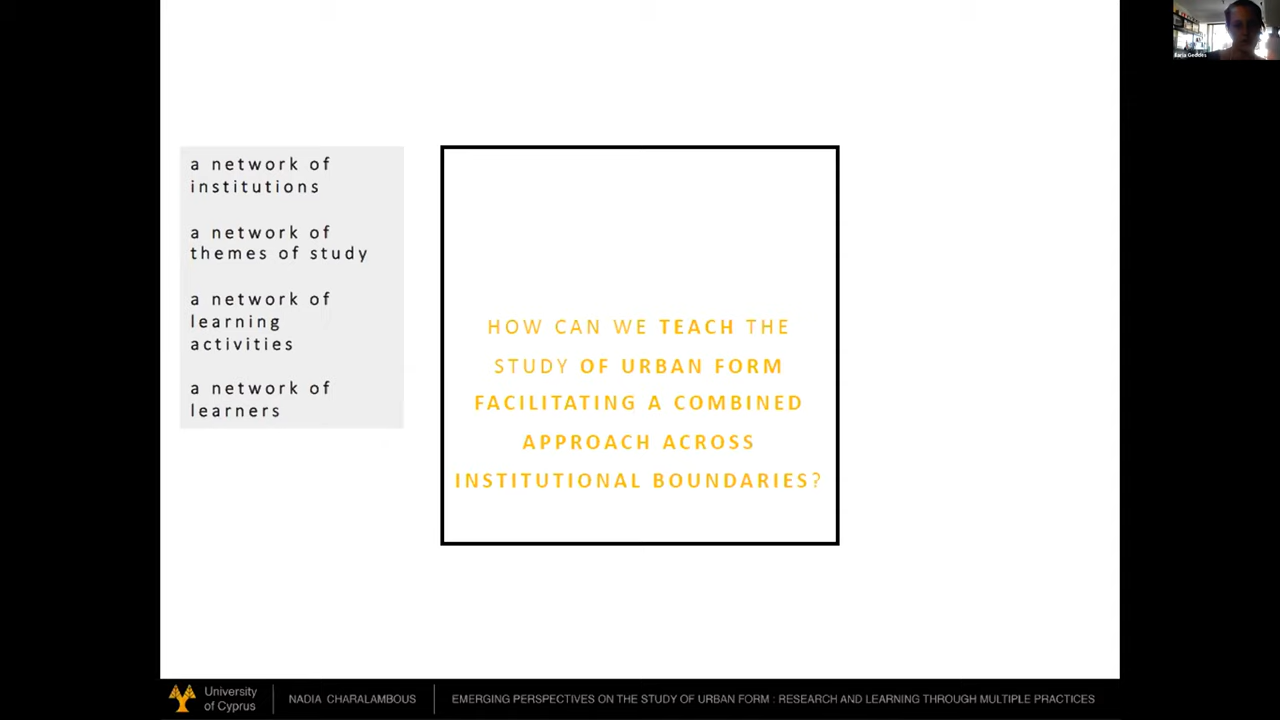 Ilaria Geddes
a network of
institutions
a network of
themes of study
a network of
learning
activities
a network of
learners
HOW CAN WE TEACH THE
STUDY OF URBAN FORM
FACILITATING A COMBINED
APPROACH ACROSS
INSTITUTIONAL BOUNDARIES?
University
of Cyprus
NADIA CHARALAMBOUS
EMERGING PERSPECTIVES ON THE STUDY OF URBAN FORM : RESEARCH AND LEARNING THROUGH MULTIPLE PRACTICES